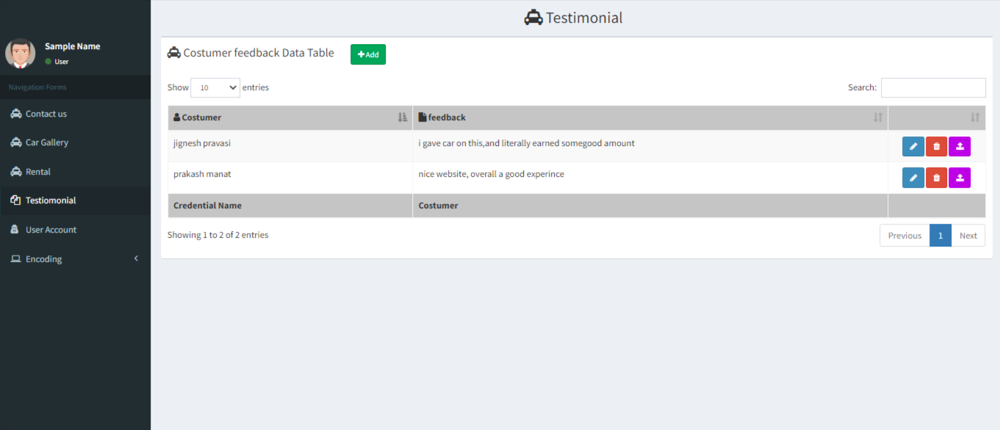 Testimonial
Sample Name
User
Navigation Forms
Contact us
Car Gallery
Rental
Testiomonial
User Account
Encoding
Costumer feedback Data Table
Add
Show 10 entries
Search:
Costumer feedback
jignesh pravasi i gave car on this,and literally earned somegood amount
prakash manat nice website, overall a good experince
Credential Name Costumer
Showing 1 to 2 of 2 entries
Previous 1 Next